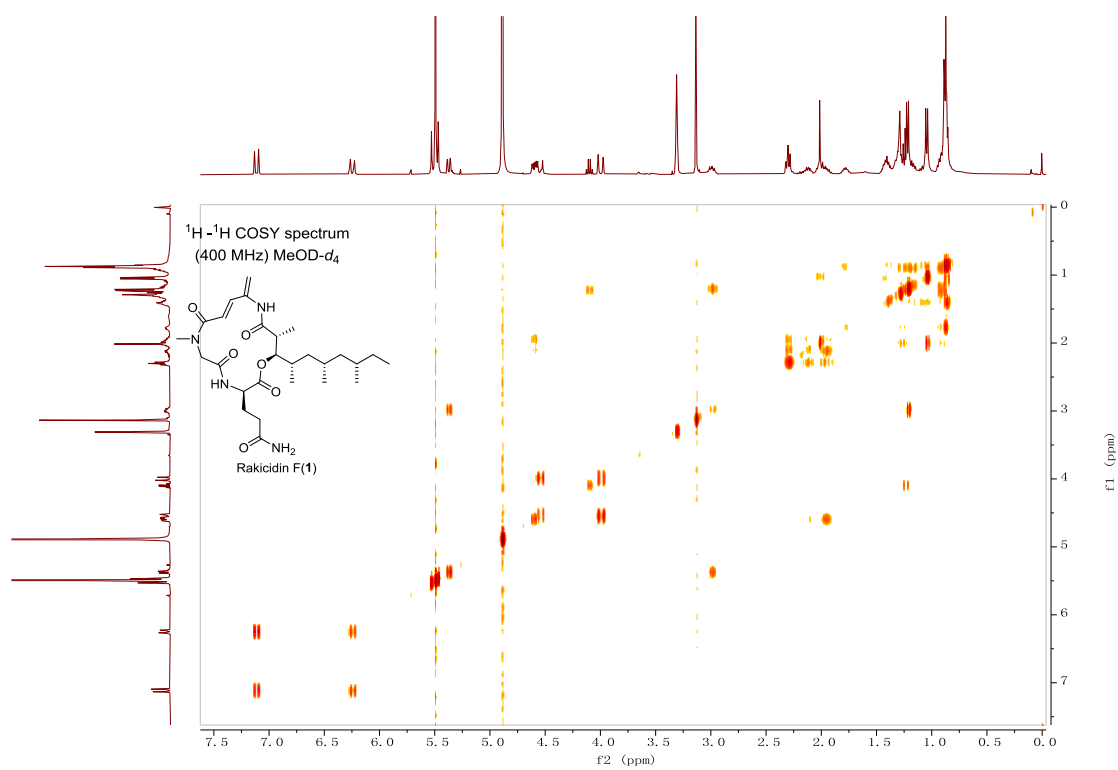 ¹H -¹H COSY spectrum
(400 MHz) MeOD-d₄
O
N
O
N
H
O
O
O
NH
O
O
NH₂
Rakicidin F(1)
0
1
2
3
4
5
6
7
f1 (ppm)
7.5 7.0 6.5 6.0 5.5 5.0 4.5 4.0 3.5 3.0 2.5 2.0 1.5 1.0 0.5 0.0
f2 (ppm)